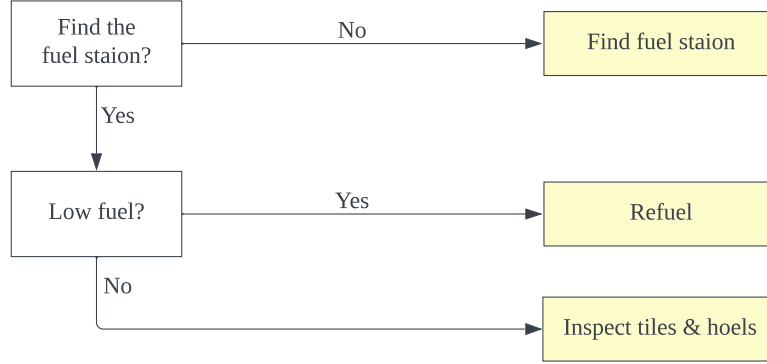 Find the
fuel staion?
No
Find fuel staion
Yes
Low fuel?
Yes
Refuel
No
Inspect tiles & hoels